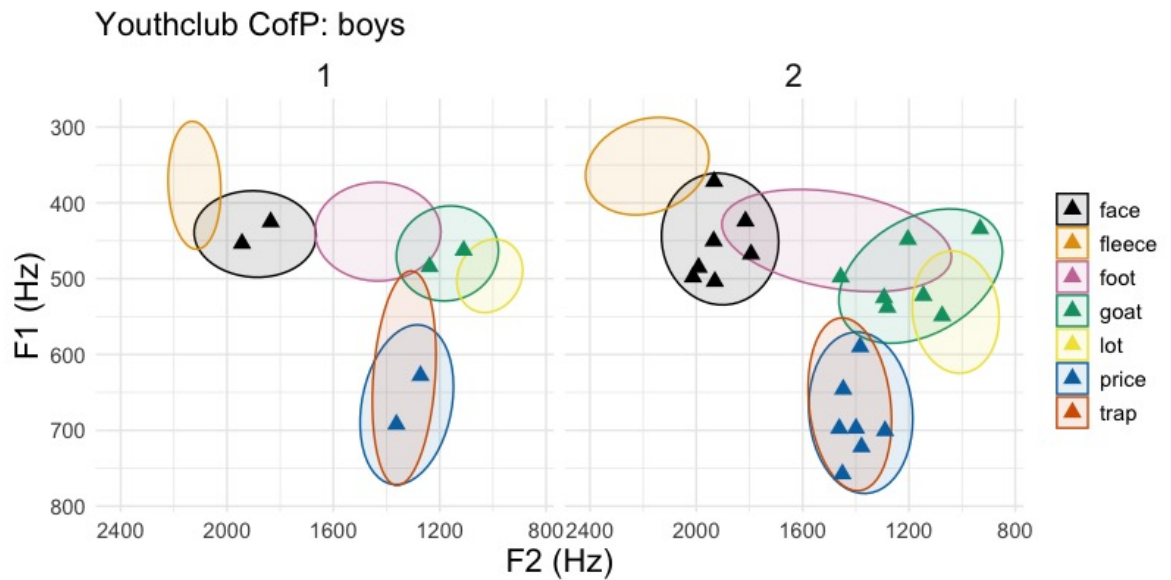 Youthclub CofP: boys
1 2
300
400
500
600
700
800
F1 (Hz)
2400 2000 1600 1200 800 2400 2000 1600 1200 800
F2 (Hz)
face
fleece
foot
goat
lot
price
trap